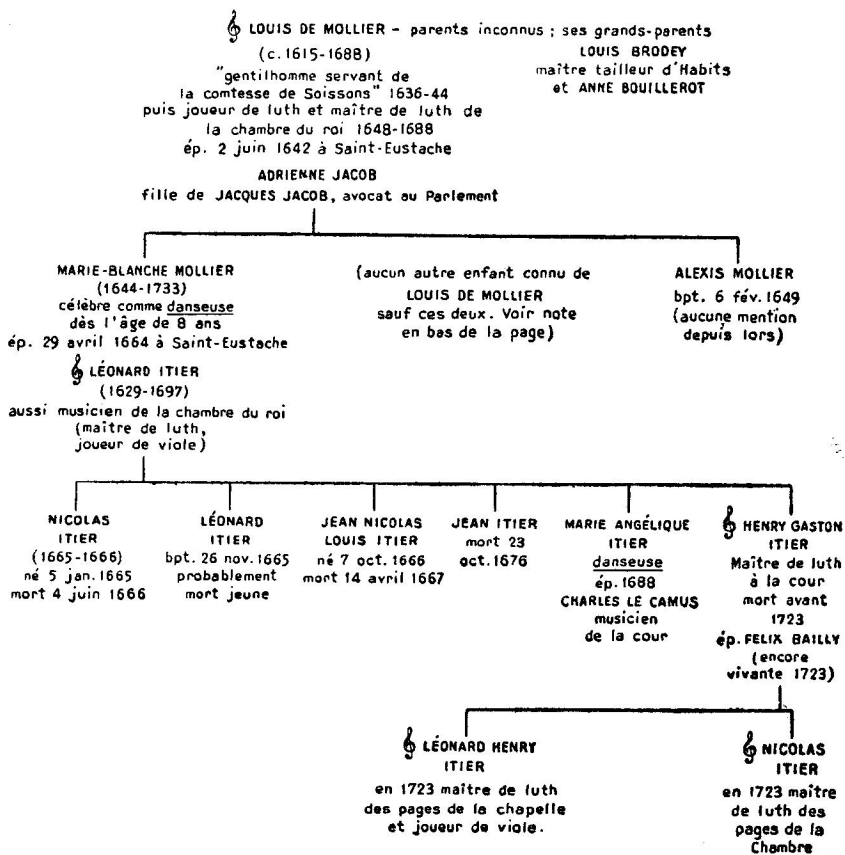 LOUIS DE MOLLIER – parents inconnus ; ses grands-parents
(c. 1615-1688)
"gentilhomme servant de
la comtesse de Soissons" 1636-44
puis joueur de luth et maître de luth de
la chambre du roi 1648-1688
ép. 2 juin 1642 à Saint-Eustache
LOUIS BRODEY
maître tailleur d'Habits
et ANNE BOUILLEROT
ADRIENNE JACOB
fille de JACQUES JACOB, avocat au Parlement
MARIE-BLANCHE MOLLIER
(1644-1733)
célèbre comme danseuse
dès l'âge de 8 ans
ép. 29 avril 1664 à Saint-Eustache
(aucun autre enfant connu de
LOUIS DE MOLLIER
sauf ces deux. Voir note
en bas de la page)
ALEXIS MOLLIER
bpt. 6 fév. 1649
(aucune mention
depuis lors)
LÉONARD ITIER
(1629-1697)
aussi musicien de la chambre du roi
(maître de luth,
joueur de viole)
NICOLAS
ITIER
(1665-1666)
né 5 jan. 1665
mort 4 juin 1666
LÉONARD
ITIER
bpt. 26 nov. 1665
probablement
mort jeune
JEAN NICOLAS
LOUIS ITIER
né 7 oct. 1666
mort 14 avril 1667
JEAN ITIER
mort 23
oct. 1676
MARIE ANGÉLIQUE
ITIER
danseuse
ép. 1688
CHARLES LE CAMUS
musicien
de la cour
HENRY GASTON
ITIER
Maître de luth
à la cour
mort avant
1723
ép. FELIX BAILLY
(encore
vivante 1723)
LÉONARD HENRY
ITIER
en 1723 maître de luth
des pages de la chapelle
et joueur de viole.
NICOLAS
ITIER
en 1723 maître
de luth des
pages de la
Chambre